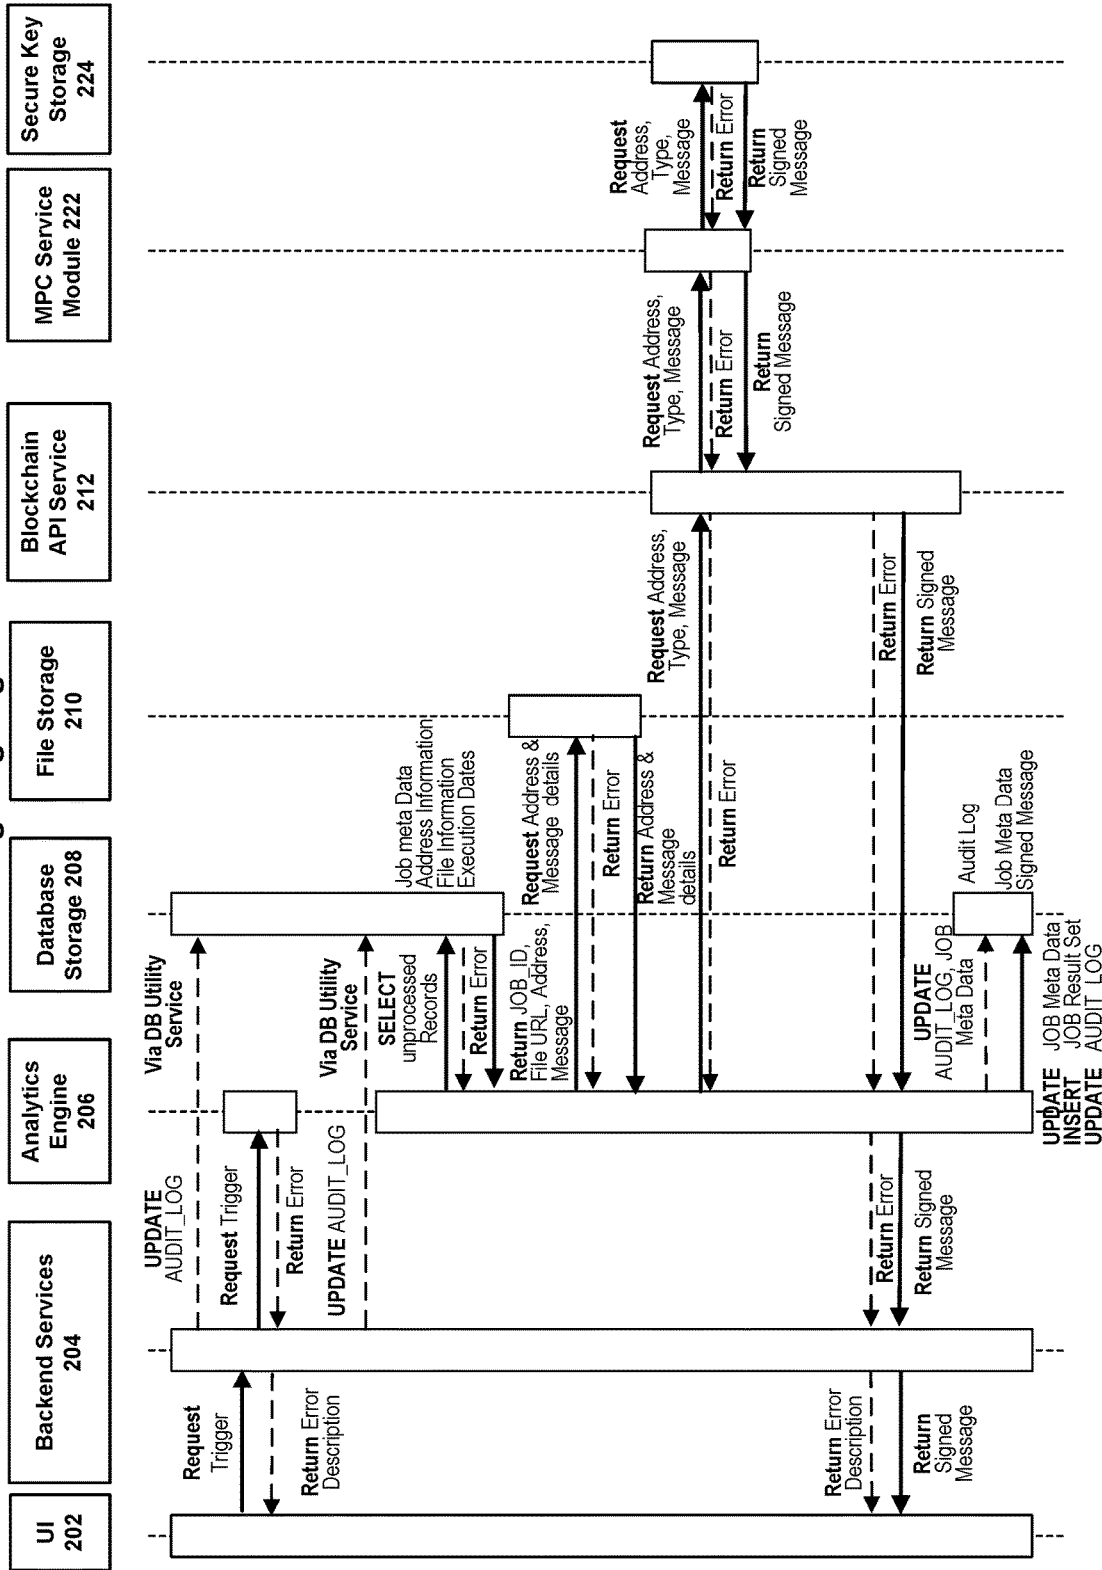 UI
202
Backend Services
204
Analytics
Engine
206
Database
Storage 208
File Storage
210
Blockchain
API Service
212
MPC Service
Module 222
Secure Key
Storage
224
UPDATE
AUDIT_LOG
Via DB Utility
Service
Request
Trigger
Request Trigger
Return Error
Description
Return Error
UPDATE AUDIT_LOG
Via DB Utility
Service
SELECT
unprocessed
Records
Return Error
Job meta Data
Address Information
File Information
Execution Dates
Return JOB_ID,
File URL, Address,
Message
Request Address &
Message details
Return Error
Return Address &
Message
details
Request Address,
Type, Message
Return Error
Request Address,
Type, Message
Return Error
Return
Signed Message
Request
Address,
Type,
Message
Return Error
Return
Signed
Message
Return Error
Description
Return
Signed
Message
Return Error
Return Signed
Message
Return Error
Return Signed
Message
UPDATE
AUDIT_LOG, JOB
Meta Data
Audit Log
Job Meta Data
Signed Message
UPDATE JOB Meta Data
INSERT JOB Result Set
UPDATE AUDIT_LOG